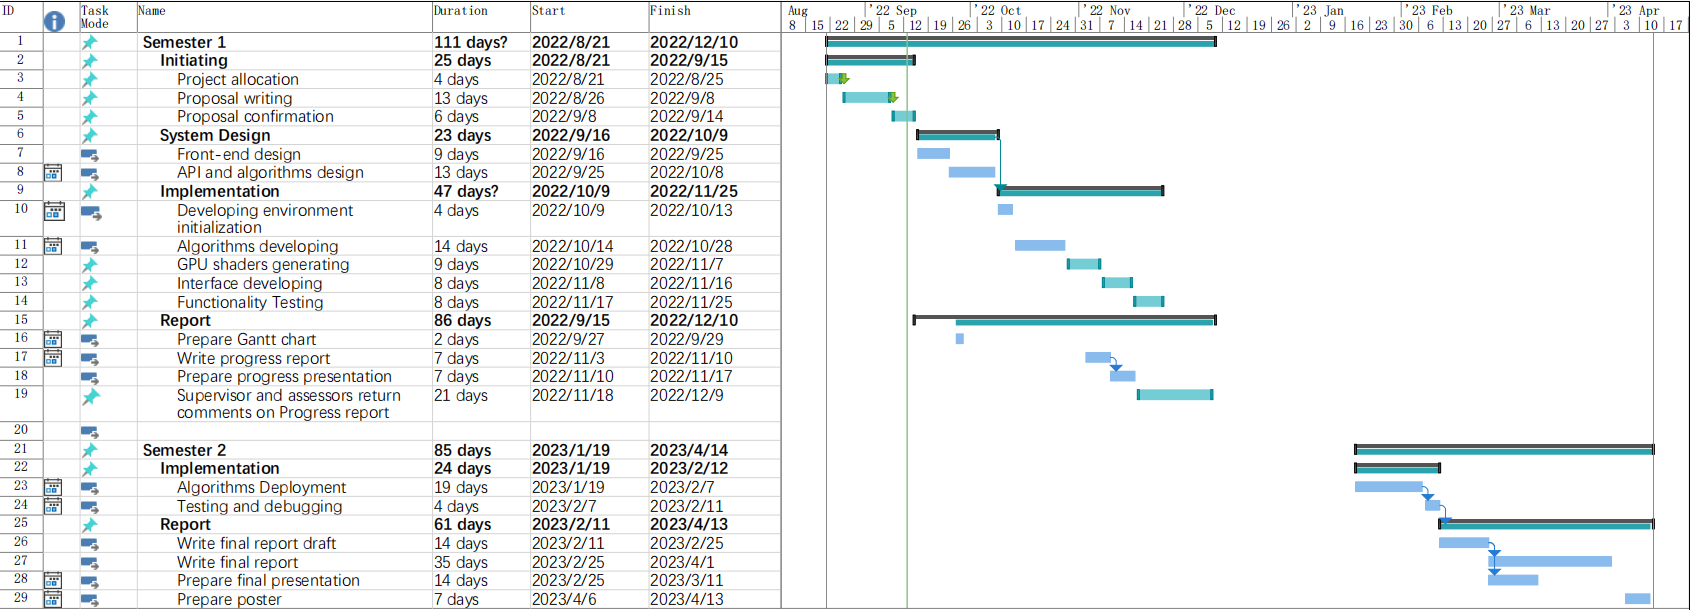 ID Task Mode Name Duration Start Finish Aug '22 Sep '22 Oct '22 Nov '22 Dec '23 Jan '23 Feb '23 Mar '23 Apr
8 15 22 29 5 12 19 26 3 10 17 24 31 7 14 21 28 5 12 19 26 2 9 16 23 30 6 13 20 27 6 13 20 27 3 10 17
1 Semester 1 111 days? 2022/8/21 2022/12/10
2 Initiating 25 days 2022/8/21 2022/9/15
3 Project allocation 4 days 2022/8/21 2022/8/25
4 Proposal writing 13 days 2022/8/26 2022/9/8
5 Proposal confirmation 6 days 2022/9/8 2022/9/14
6 System Design 23 days 2022/9/16 2022/10/9
7 Front-end design 9 days 2022/9/16 2022/9/25
8 API and algorithms design 13 days 2022/9/25 2022/10/8
9 Implementation 47 days? 2022/10/9 2022/11/25
10 Developing environment 4 days 2022/10/9 2022/10/13
initialization
11 Algorithms developing 14 days 2022/10/14 2022/10/28
12 GPU shaders generating 9 days 2022/10/29 2022/11/7
13 Interface developing 8 days 2022/11/8 2022/11/16
14 Functionality Testing 8 days 2022/11/17 2022/11/25
15 Report 86 days 2022/9/15 2022/12/10
16 Prepare Gantt chart 2 days 2022/9/27 2022/9/29
17 Write progress report 7 days 2022/11/3 2022/11/10
18 Prepare progress presentation 7 days 2022/11/10 2022/11/17
19 Supervisor and assessors return 21 days 2022/11/18 2022/12/9
comments on Progress report
20
21 Semester 2 85 days 2023/1/19 2023/4/14
22 Implementation 24 days 2023/1/19 2023/2/12
23 Algorithms Deployment 19 days 2023/1/19 2023/2/7
24 Testing and debugging 4 days 2023/2/7 2023/2/11
25 Report 61 days 2023/2/11 2023/4/13
26 Write final report draft 14 days 2023/2/11 2023/2/25
27 Write final report 35 days 2023/2/25 2023/4/1
28 Prepare final presentation 14 days 2023/2/25 2023/3/11
29 Prepare poster 7 days 2023/4/6 2023/4/13